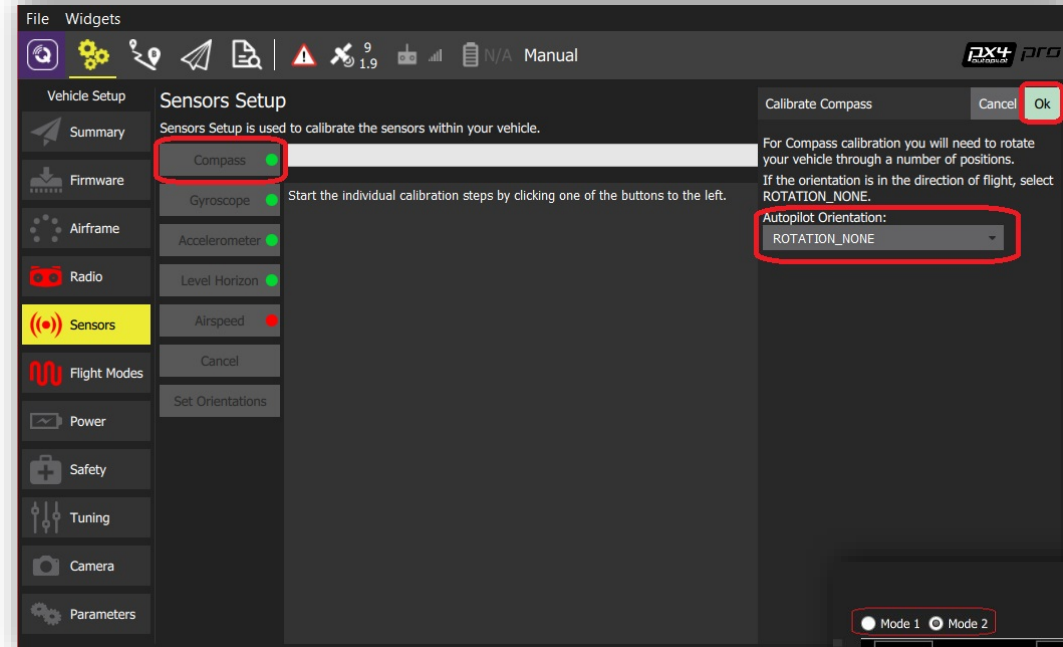 File Widgets
9
1.9
N/A Manual
px4 pro
autopilot
Vehicle Setup
Summary
Firmware
Airframe
Radio
Sensors
Flight Modes
Power
Safety
Tuning
Camera
Parameters
Sensors Setup
Sensors Setup is used to calibrate the sensors within your vehicle.
Compass
Gyroscope
Accelerometer
Level Horizon
Airspeed
Cancel
Set Orientations
Start the individual calibration steps by clicking one of the buttons to the left.
Calibrate Compass Cancel Ok
For Compass calibration you will need to rotate
your vehicle through a number of positions.
If the orientation is in the direction of flight, select
ROTATION_NONE.
Autopilot Orientation:
ROTATION_NONE
Mode 1 Mode 2